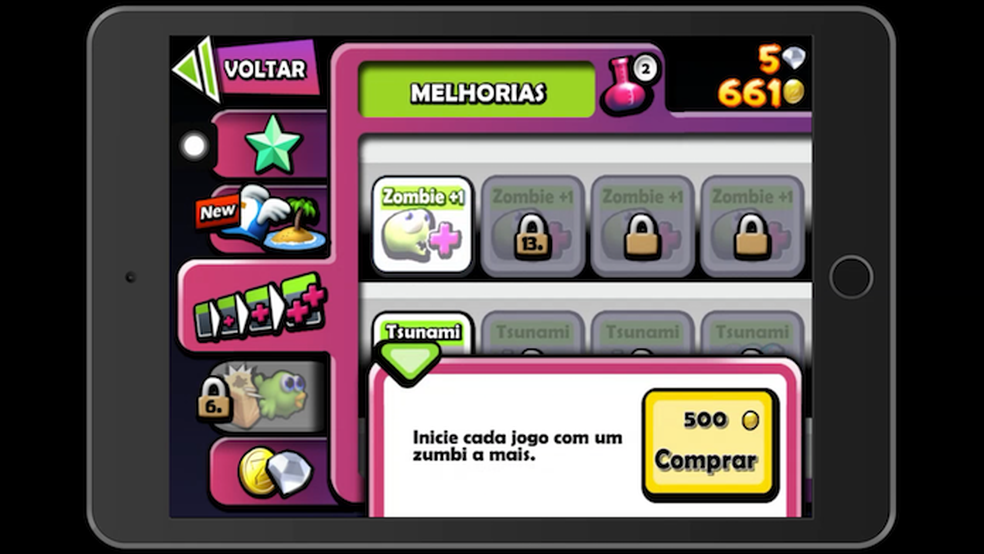 VOLTAR
MELHORIAS
2
5
661
New
Zombie +1
Zombie +1
Zombie +1
Zombie +1
13.
Tsunami
Tsunami
Tsunami
Tsunami
6.
Inicie cada jogo com um
zumbi a mais.
500
Comprar